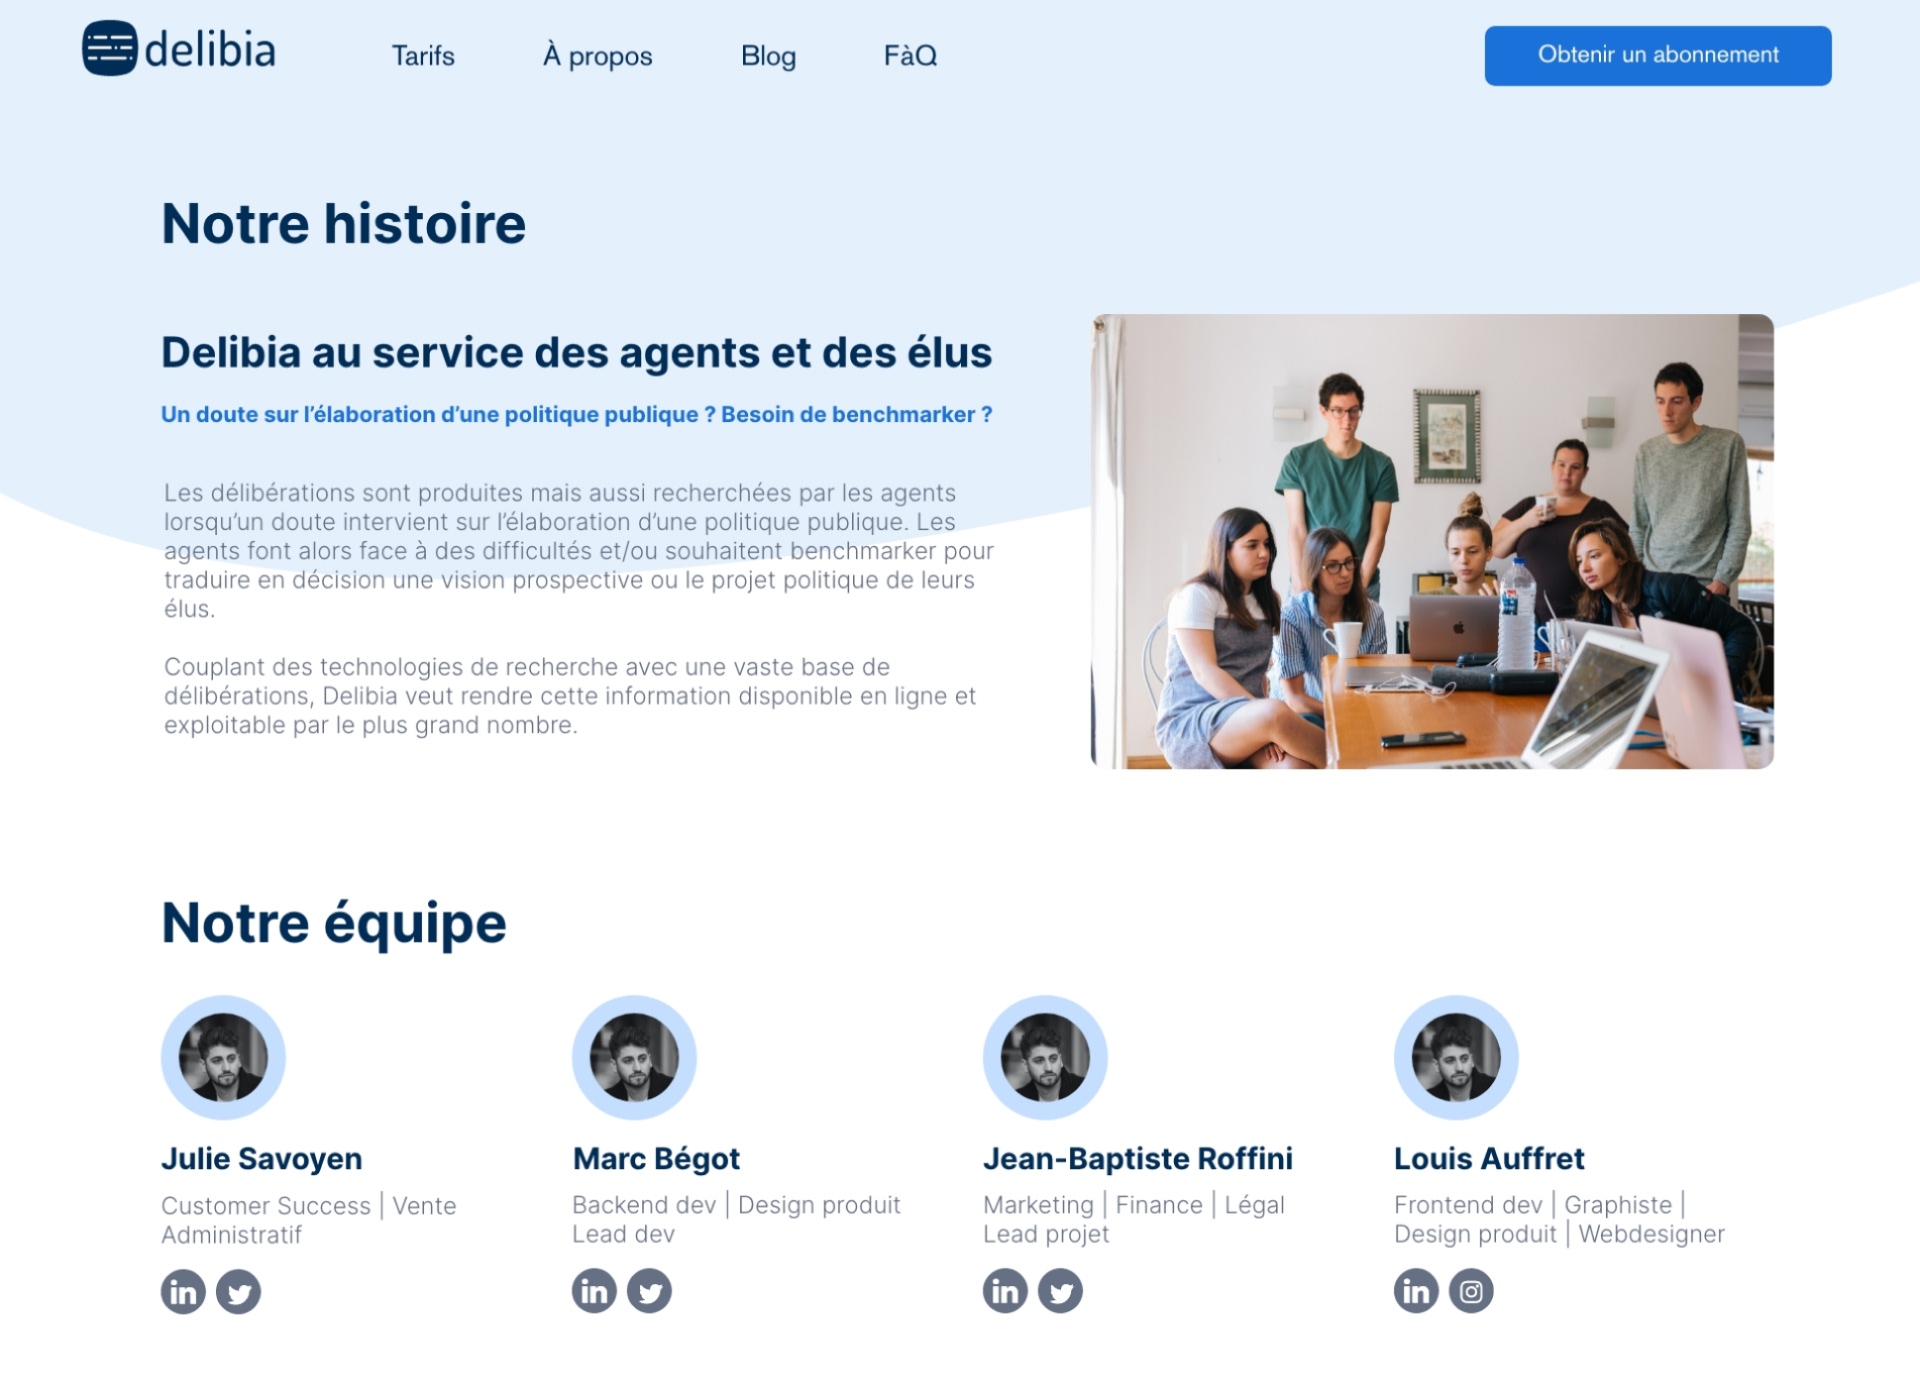 delibia
Tarifs
À propos
Blog
FàQ
Obtenir un abonnement
Notre histoire
Delibia au service des agents et des élus
Un doute sur l’élaboration d’une politique publique ? Besoin de benchmarker ?
Les délibérations sont produites mais aussi recherchées par les agents
lorsqu’un doute intervient sur l’élaboration d’une politique publique. Les
agents font alors face à des difficultés et/ou souhaitent benchmarker pour
traduire en décision une vision prospective ou le projet politique de leurs
élus.
Couplant des technologies de recherche avec une vaste base de
délibérations, Delibia veut rendre cette information disponible en ligne et
exploitable par le plus grand nombre.
Notre équipe
Julie Savoyen
Customer Success | Vente
Administratif
in
Marc Bégot
Backend dev | Design produit
Lead dev
in
Jean-Baptiste Roffini
Marketing | Finance | Légal
Lead projet
in
Louis Auffret
Frontend dev | Graphiste |
Design produit | Webdesigner
in